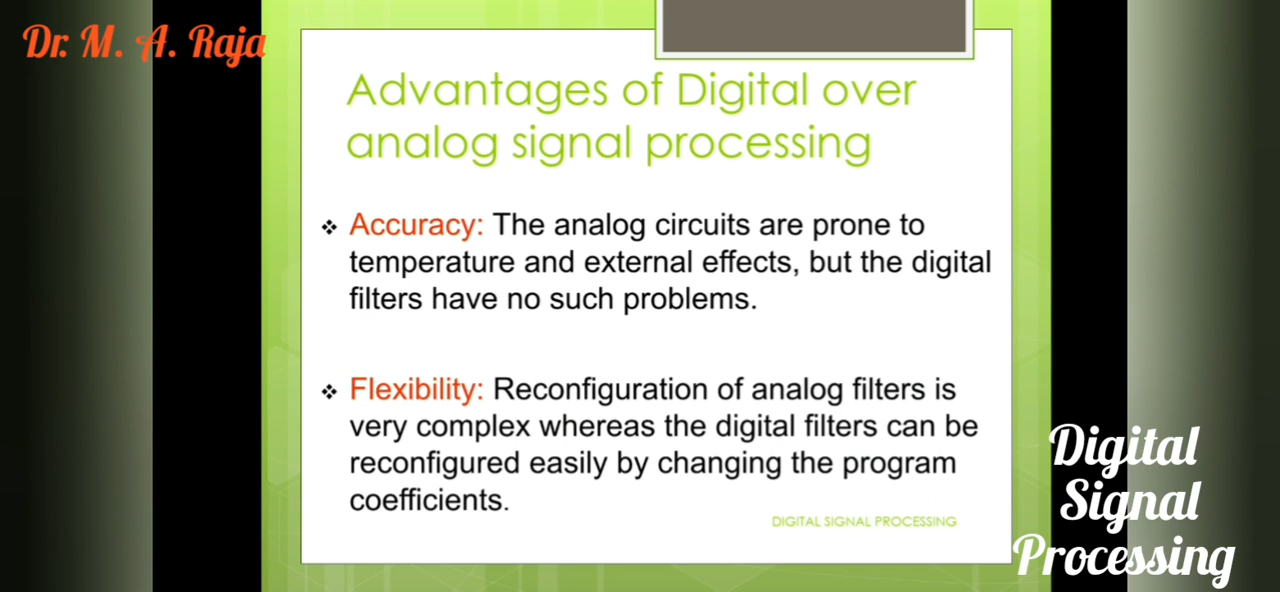 Dr. M. A. Raja
Advantages of Digital over
analog signal processing
❖ Accuracy: The analog circuits are prone to
temperature and external effects, but the digital
filters have no such problems.
❖ Flexibility: Reconfiguration of analog filters is
very complex whereas the digital filters can be
reconfigured easily by changing the program
coefficients.
DIGITAL SIGNAL PROCESSING
Digital
Signal
Processing